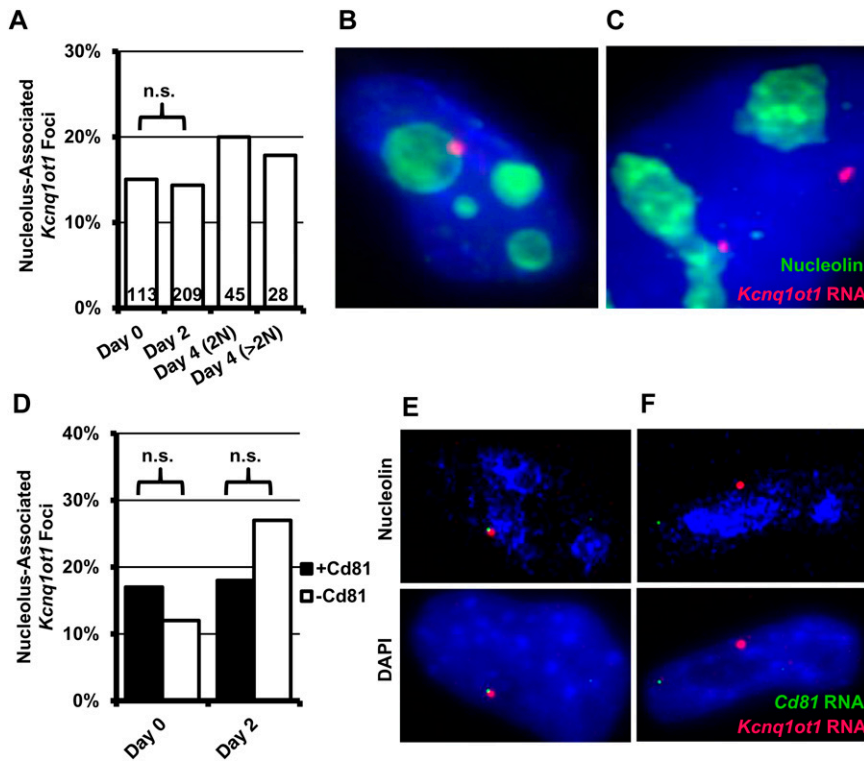 A
B
C
Nucleolus-Associated
Kcnq1ot1 Foci
30%
20%
10%
0%
n.s.
113
209
45
28
Day 0
Day 2
Day 4 (2N)
Day 4 (>2N)
Nucleolin
Kcnq1ot1 RNA
D
E
F
Nucleolus-Associated
Kcnq1ot1 Foci
40%
30%
20%
10%
0%
n.s.
n.s.
+Cd81
-Cd81
Day 0
Day 2
Nucleolin
DAPI
Cd81 RNA
Kcnq1ot1 RNA